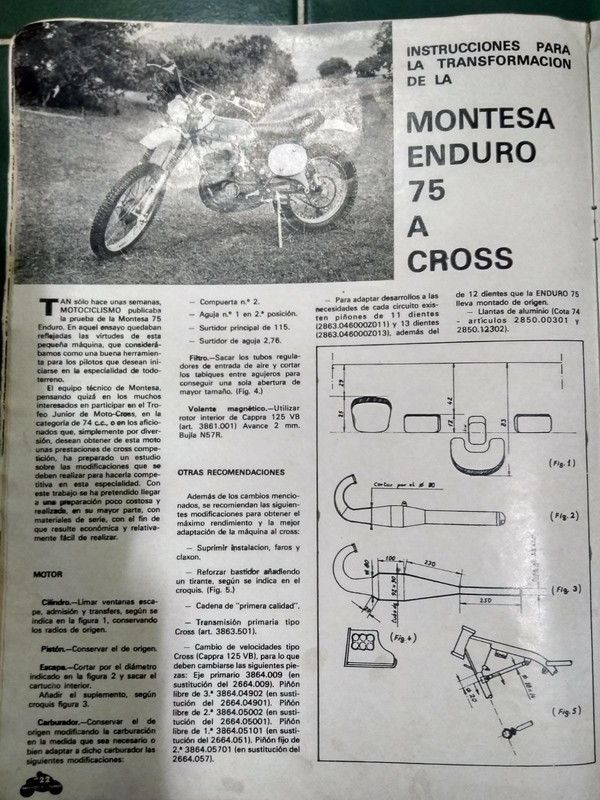 INSTRUCCIONES PARA
LA TRANSFORMACION
DE LA
MONTESA
ENDURO
75
A
CROSS
TAN sólo hace unas semanas,
MOTOCICLISMO publicaba
la prueba de la Montesa 75
Enduro. En aquel ensayo quedaban
reflejadas las virtudes de esta
pequeña máquina, que considerá-
bamos como una buena herramien-
ta para los pilotos que desean ini-
ciarse en la especialidad de todo-
terreno.
El equipo técnico de Montesa,
pensando quizá en los muchos
interesados en participar en el Tro-
feo Junior de Moto-Cross, en la
categoría de 74 c.c., o en los aficio-
nados que, simplemente por diver-
sión, desean obtener de esta moto
unas prestaciones de cross compe-
tición, ha preparado un estudio
sobre las modificaciones que se
deben realizar para hacerla compe-
titiva en esta especialidad. Con
este trabajo se ha pretendido llegar
a una preparación poco costosa y
realizada, en su mayor parte, con
materiales de serie, con el fin de
que resulte económica y relativa-
mente fácil de realizar.
MOTOR
Cilindro.—Limar ventanas esca-
pe, admisión y transfers, según se
indica en la figura 1, conservando
los radios de origen.
Pistón.—Conservar el de origen.
Escape.—Cortar por el diámetro
indicado en la figura 2 y sacar el
cartucho interior.
Añadir el suplemento, según
croquis figura 3.
Carburador.—Conservar el de
origen modificando la carburación
en la medida que sea necesario o
bien adaptar a dicho carburador las
siguientes modificaciones:
— Compuerta n.º 2.
— Aguja n.º 1 en 2.ª posición.
— Surtidor principal de 115.
— Surtidor de aguja 2,76.
Filtro.—Sacar los tubos regula-
dores de entrada de aire y cortar
los tabiques entre agujeros para
conseguir una sola abertura de
mayor tamaño. (Fig. 4.)
Volante magnético.—Utilizar
rotor interior de Cappra 125 VB
(art. 3861.001) Avance 2 mm.
Bujía N57R.
OTRAS RECOMENDACIONES
Además de los cambios mencio-
nados, se recomiendan las siguien-
tes modificaciones para obtener el
máximo rendimiento y la mejor
adaptación de la máquina al cross:
— Suprimir instalacion, faros y
claxon.
— Reforzar bastidor añadiendo
un tirante, según se indica en el
croquis. (Fig. 5.)
— Cadena de "primera calidad".
— Transmisión primaria tipo
Cross (art. 3863.501).
— Cambio de velocidades tipo
Cross (Cappra 125 VB), para lo que
deben cambiarse las siguientes pie-
zas: Eje primario 3864.009 (en
sustitución del 2664.009). Piñón
libre de 3.ª 3864.04902 (en susti-
tución del 2664.04901). Piñón
libre de 2.ª 3864.05002 (en susti-
tución del 2664.05001). Piñón
libre de 1.ª 3864.05101 (en susti-
tución del 2664.051). Piñón fijo de
2.ª 3864.05701 (en sustitución del
2664.057).
— Para adaptar desarrollos a las
necesidades de cada circuito exis-
ten piñones de 11 dientes
(2863.0460002011) y 13 dientes
(2863.046000Z013), además del
de 12 dientes que la ENDURO 75
lleva montado de origen.
— Llantas de aluminio (Cota 74
- artículos 2850.00301 y
2850.12302).
29
42
(Fig. 1)
Cortar por el ø 80
(Fig. 2)
100
230
ø 80
350
(Fig. 3)
(Fig. 4)
ø 20
(Fig. 5)
22